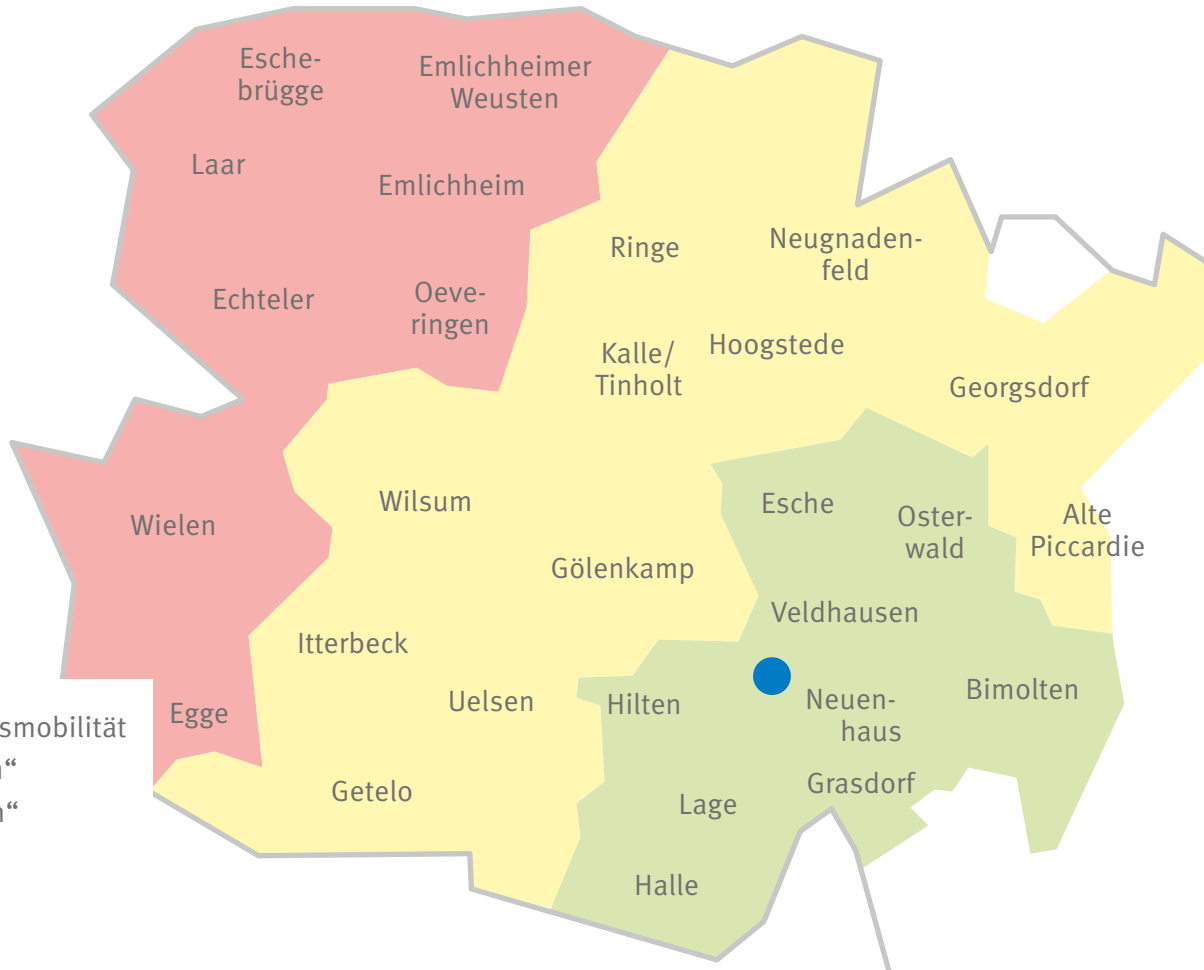 Esche-
brügge
Emlichheimer
Weusten
Laar
Emlichheim
Ringe
Neugnaden-
feld
Echteler
Oeve-
ringen
Kalle/
Tinholt
Hoogstede
Georgsdorf
Wielen
Wilsum
Esche
Oster-
wald
Alte
Piccardie
Gölenkamp
Veldhausen
Itterbeck
Uelsen
Hilten
Neuen-
haus
Bimolten
Egge
smobilität
n“
n“
Getelo
Lage
Grasdorf
Halle